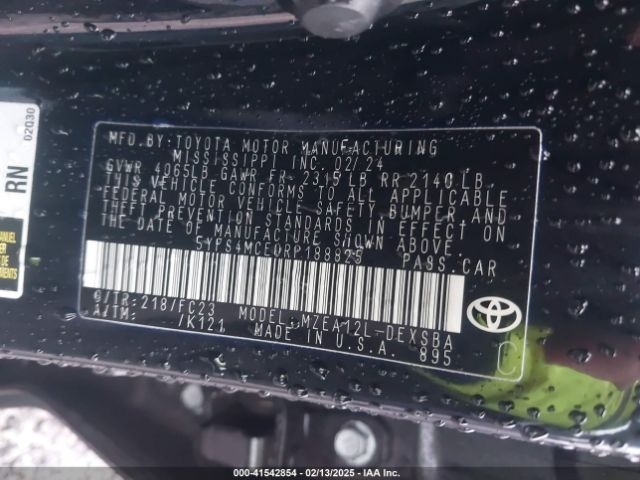 02030
RN
MANUEL
MFD.BY:TOYOTA MOTOR MANUFACTURING
MISSISSIPPI INC. 02/24
GVWR 4065LB GAWR FR 2315LB RR 2140LB
THIS VEHICLE CONFORMS TO ALL APPLICABLE
FEDERAL MOTOR VEHICLE SAFETY, BUMPER, AND
THEFT PREVENTION STANDARDS IN EFFECT ON
THE DATE OF MANUFACTURE SHOWN ABOVE.
5YFS4MCE0RP188825 PASS.CAR
C/TR:218/FC23 MODEL:MZEA12L-DEXSBA
A/TM: /K121 MADE IN U.S.A. 895
C
000-41542854 - 02/13/2025 - IAA Inc.